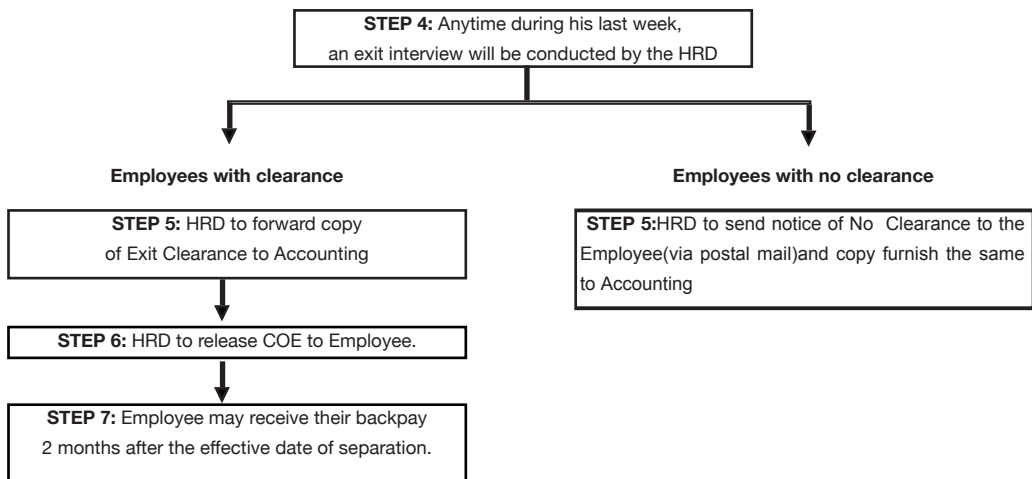 STEP 4: Anytime during his last week,
an exit interview will be conducted by the HRD
Employees with clearance
Employees with no clearance
STEP 5: HRD to forward copy
of Exit Clearance to Accounting
STEP 5:HRD to send notice of No Clearance to the
Employee(via postal mail)and copy furnish the same
to Accounting
STEP 6: HRD to release COE to Employee.
STEP 7: Employee may receive their backpay
2 months after the effective date of separation.